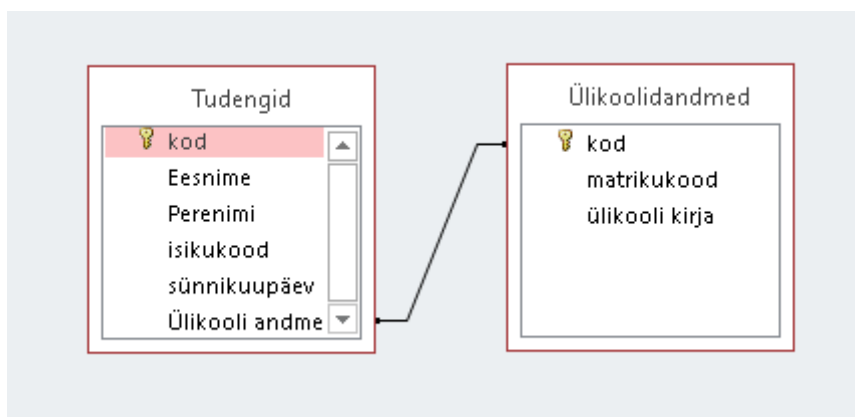 Tudengid
kod
Eesnime
Perenimi
isikukood
sünnikuupäev
Ülikooli andme
Ülikoolidandmed
kod
matrikukood
ülikooli kirja